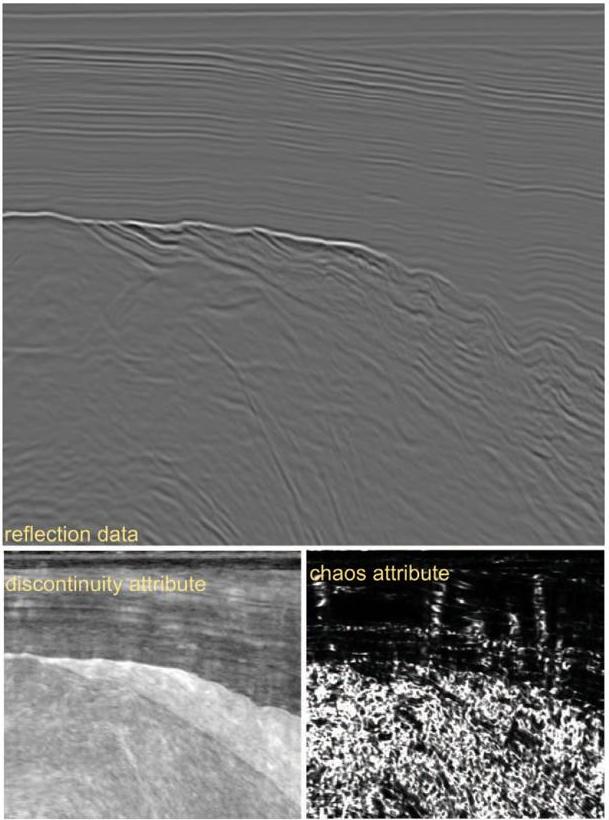 reflection data
discontinuity attribute
chaos attribute